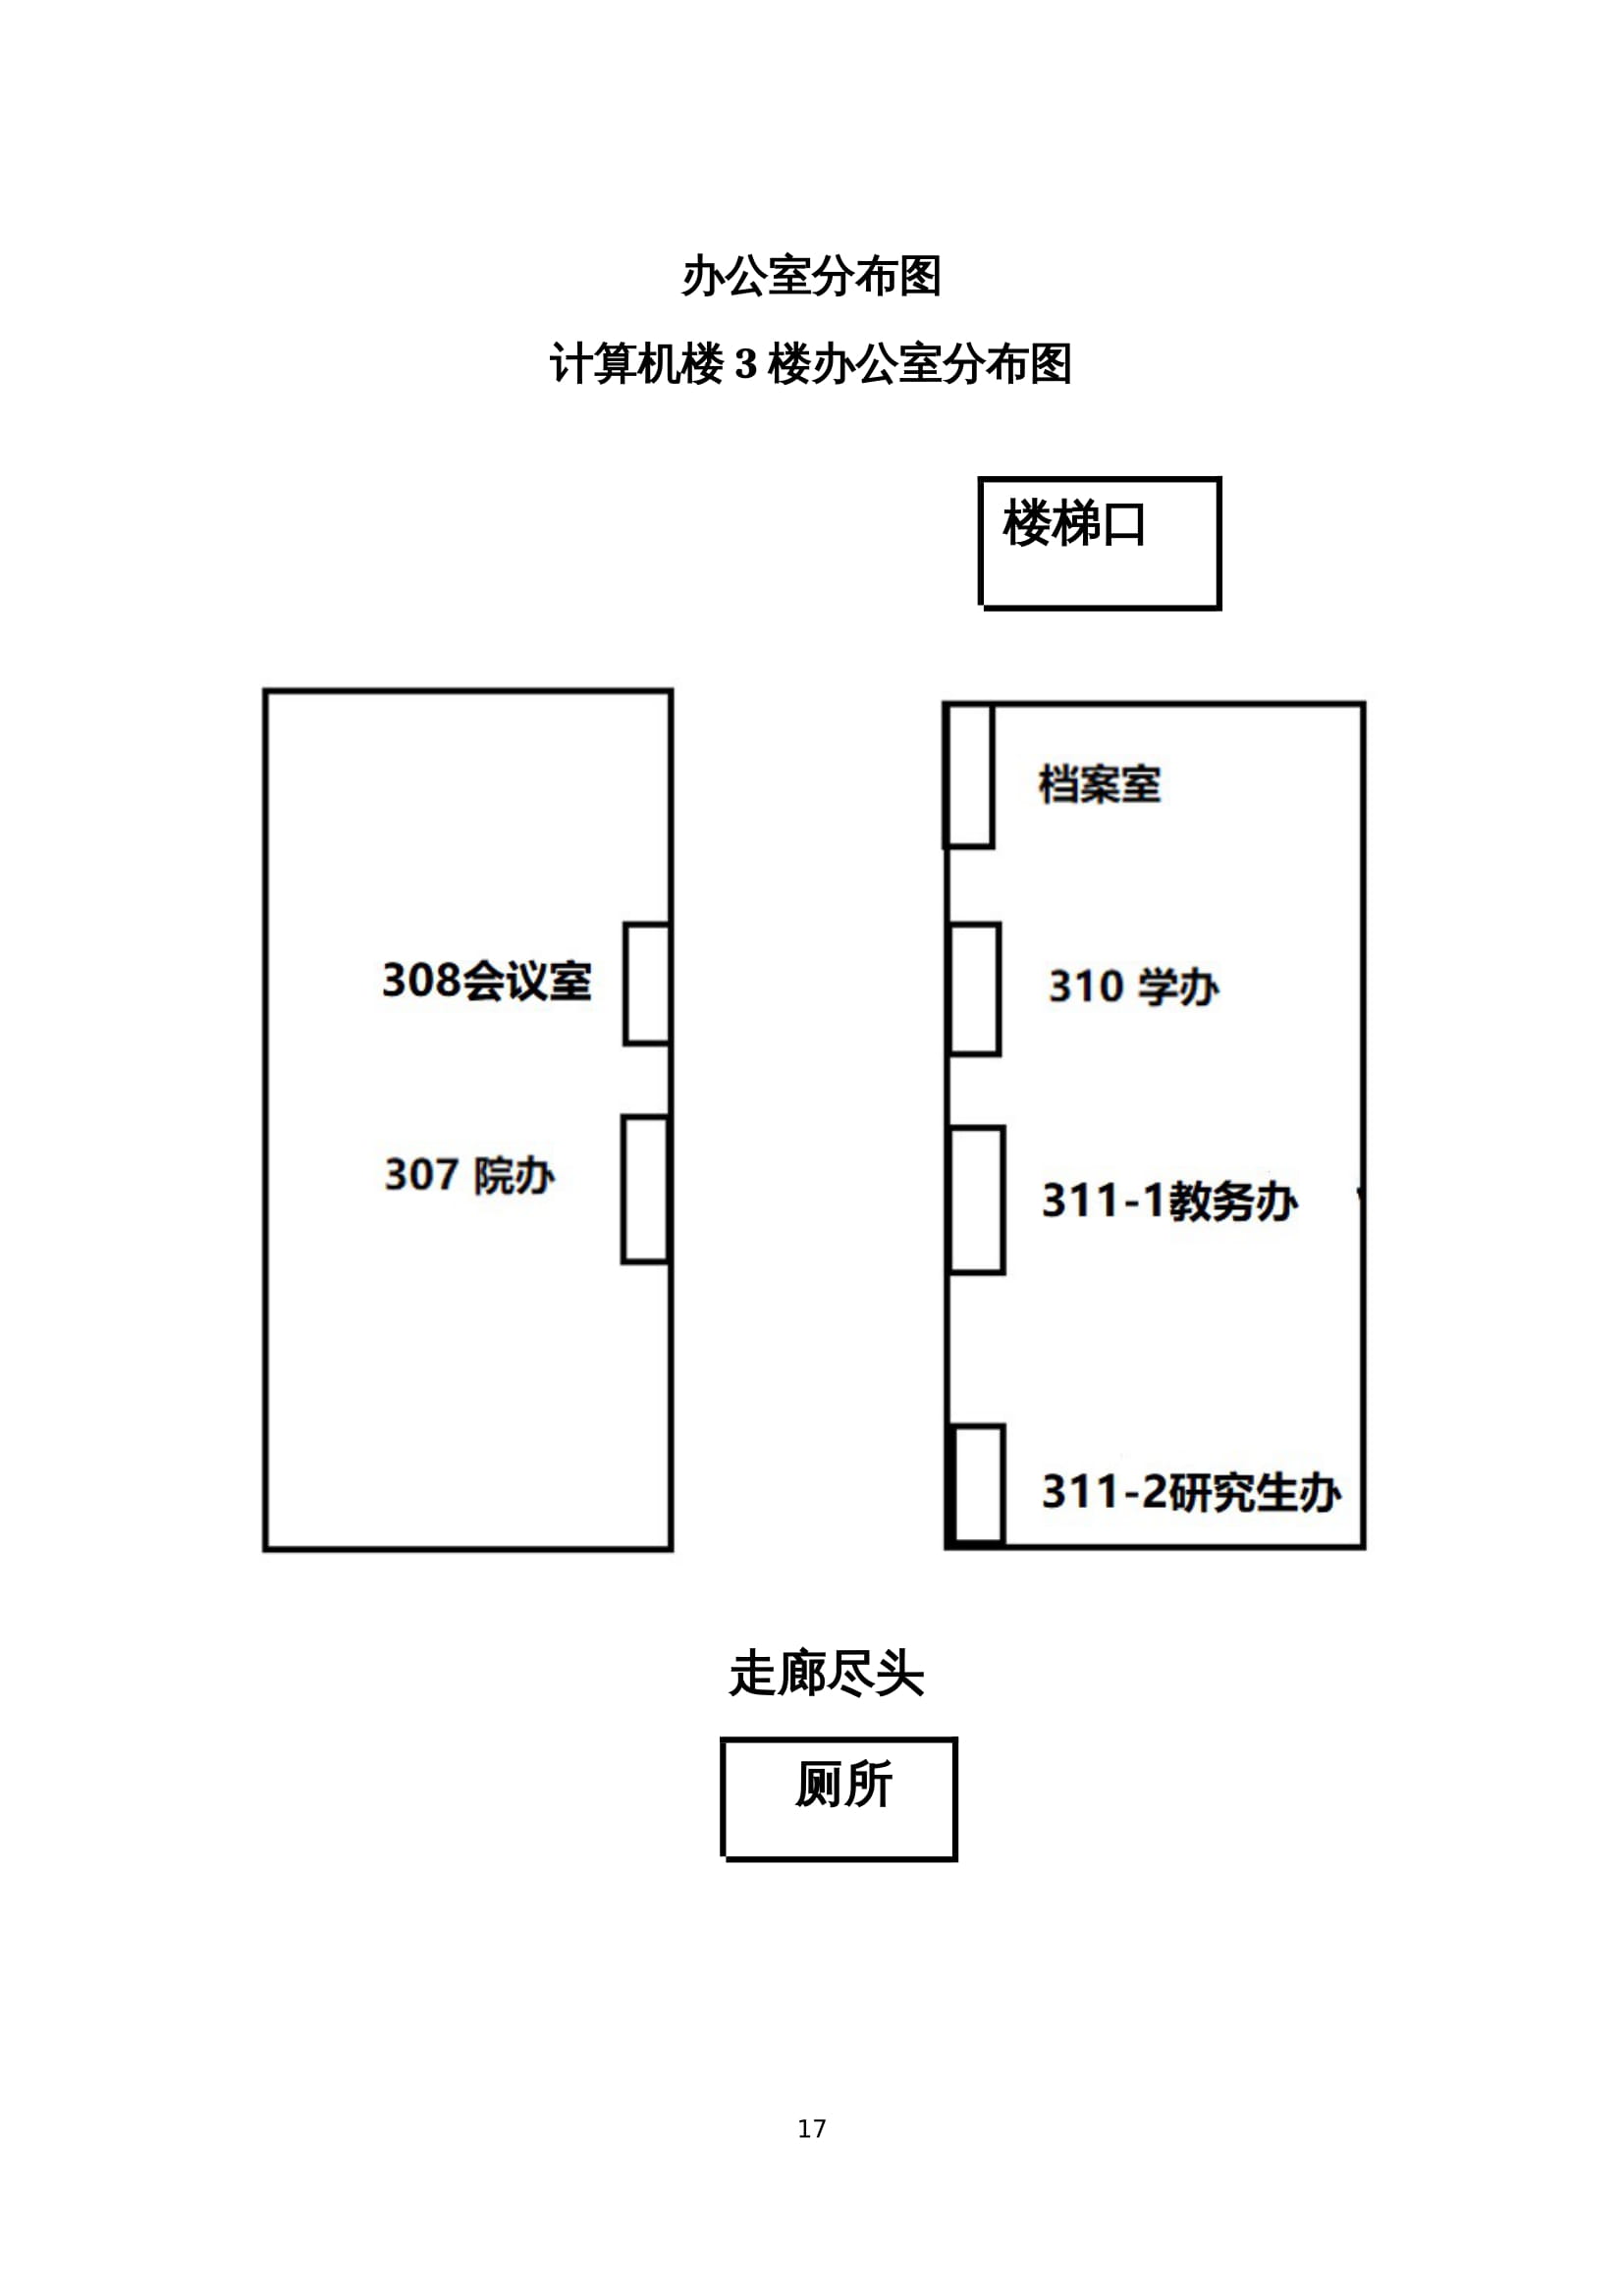 办公室分布图
计算机楼 3 楼办公室分布图
楼梯口
档案室
308会议室
310 学办
307 院办
311-1教务办
311-2研究生办
走廊尽头
厕所
17